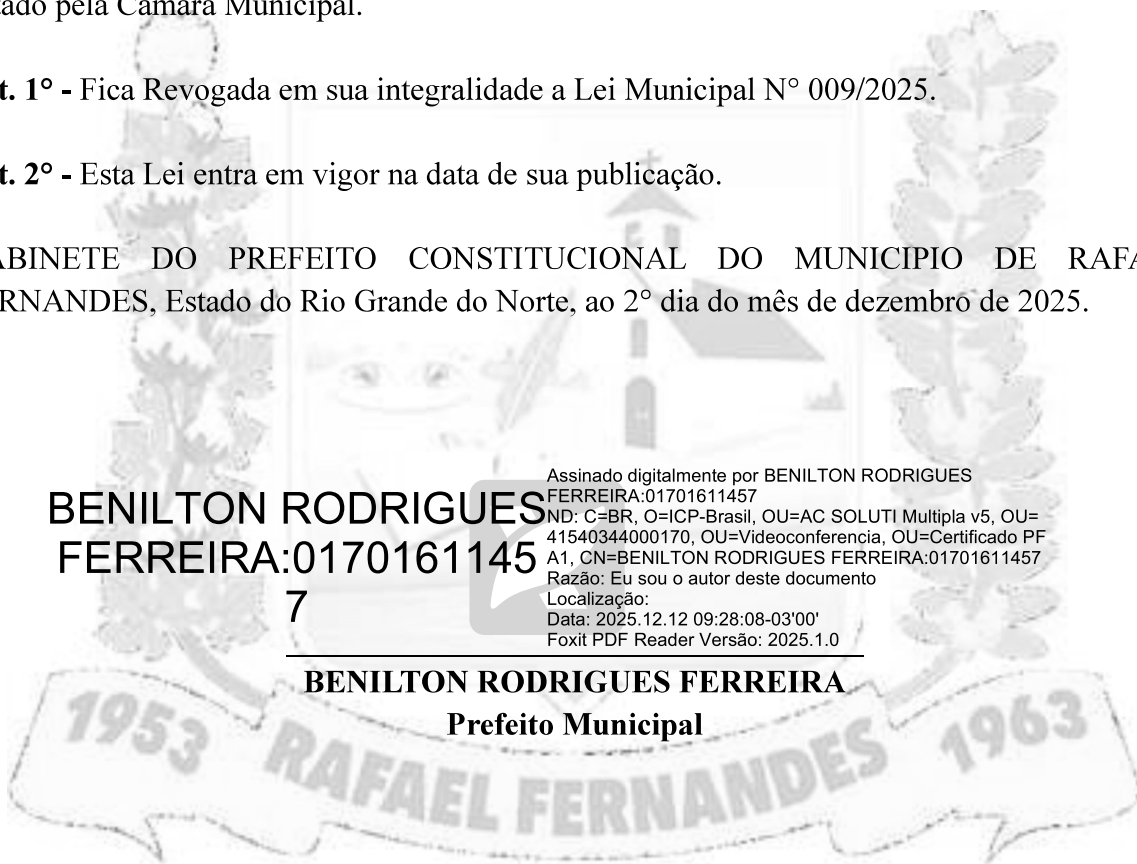 tado pela Câmara Municipal.
t. 1° - Fica Revogada em sua integralidade a Lei Municipal N° 009/2025.
t. 2° - Esta Lei entra em vigor na data de sua publicação.
ABINETE DO PREFEITO CONSTITUCIONAL DO MUNICIPIO DE RAFA
RNANDES, Estado do Rio Grande do Norte, ao 2° dia do mês de dezembro de 2025.
BENILTON RODRIGUES
FERREIRA:0170161145
7
Assinado digitalmente por BENILTON RODRIGUES
FERREIRA:01701611457
ND: C=BR, O=ICP-Brasil, OU=AC SOLUTI Multipla v5, OU=
41540344000170, OU=Videoconferencia, OU=Certificado PF
A1, CN=BENILTON RODRIGUES FERREIRA:01701611457
Razão: Eu sou o autor deste documento
Localização:
Data: 2025.12.12 09:28:08-03'00'
Foxit PDF Reader Versão: 2025.1.0
BENILTON RODRIGUES FERREIRA
Prefeito Municipal
1953 RAFAEL FERNANDES 1963